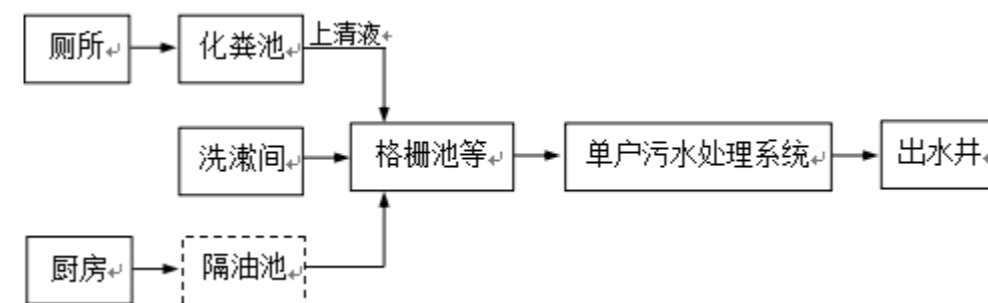 厕所
化粪池
上清液
洗漱间
格栅池等
单户污水处理系统
出水井
厨房
隔油池